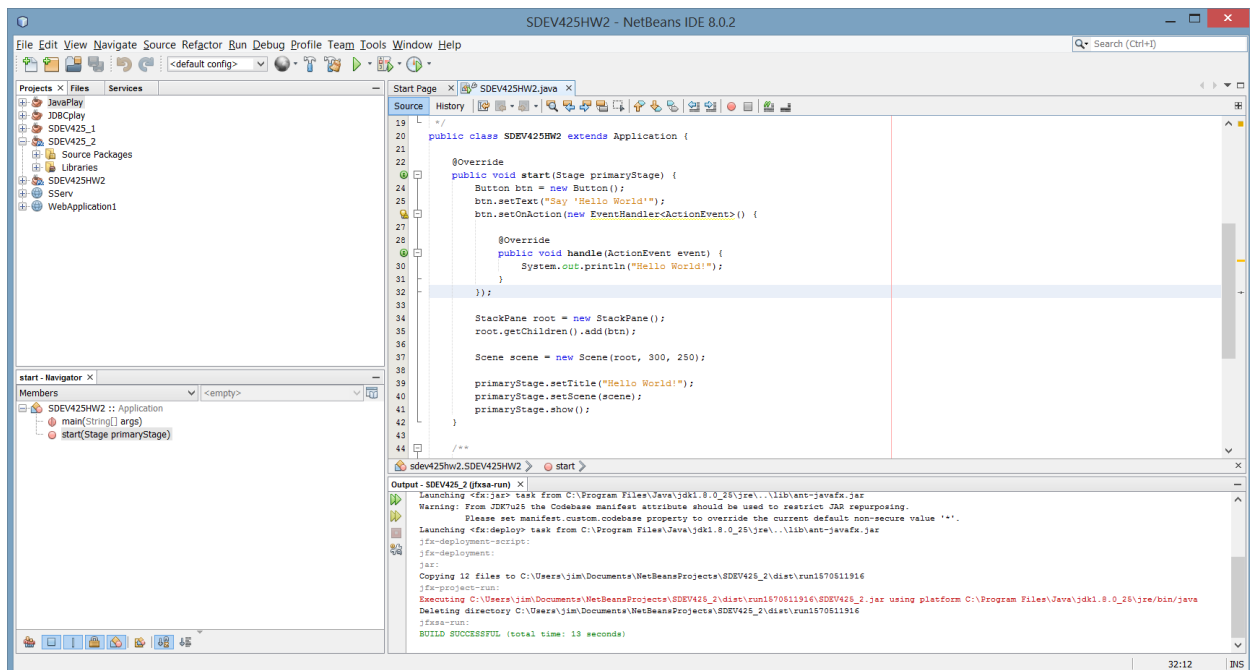 SDEV425HW2 - NetBeans IDE 8.0.2
File Edit View Navigate Source Refactor Run Debug Profile Team Tools Window Help
Search (Ctrl+I)
<default config>
Projects Files Services
JavaPlay
JDBCplay
SDEV425_1
SDEV425_2
Source Packages
Libraries
SDEV425HW2
SServ
WebApplication1
start - Navigator
Members <empty>
SDEV425HW2 :: Application
main(String[] args)
start(Stage primaryStage)
Start Page SDEV425HW2.java
Source History
19 */
20 public class SDEV425HW2 extends Application {
21
22 @Override
public void start(Stage primaryStage) {
24 Button btn = new Button();
25 btn.setText("Say 'Hello World'");
btn.setOnAction(new EventHandler<ActionEvent>() {
27
28 @Override
public void handle(ActionEvent event) {
30 System.out.println("Hello World!");
31 }
32 });
33
34 StackPane root = new StackPane();
35 root.getChildren().add(btn);
36
37 Scene scene = new Scene(root, 300, 250);
38
39 primaryStage.setTitle("Hello World!");
40 primaryStage.setScene(scene);
41 primaryStage.show();
42 }
43
44 /**
sdev425hw2.SDEV425HW2 start
Output - SDEV425_2 (jfxsa-run)
Launching <fx:jar> task from C:\Program Files\Java\jdk1.8.0_25\jre\..\lib\ant-javafx.jar
Warning: From JDK7u25 the Codebase manifest attribute should be used to restrict JAR repurposing.
Please set manifest.custom.codebase property to override the current default non-secure value '*'.
Launching <fx:deploy> task from C:\Program Files\Java\jdk1.8.0_25\jre\..\lib\ant-javafx.jar
jfx-deployment-script:
jfx-deployment:
jar:
Copying 12 files to C:\Users\jim\Documents\NetBeansProjects\SDEV425_2\dist\run1570511916
jfx-project-run:
Executing C:\Users\jim\Documents\NetBeansProjects\SDEV425_2\dist\run1570511916\SDEV425_2.jar using platform C:\Program Files\Java\jdk1.8.0_25\jre/bin/java
Deleting directory C:\Users\jim\Documents\NetBeansProjects\SDEV425_2\dist\run1570511916
jfxsa-run:
BUILD SUCCESSFUL (total time: 13 seconds)
32:12 INS